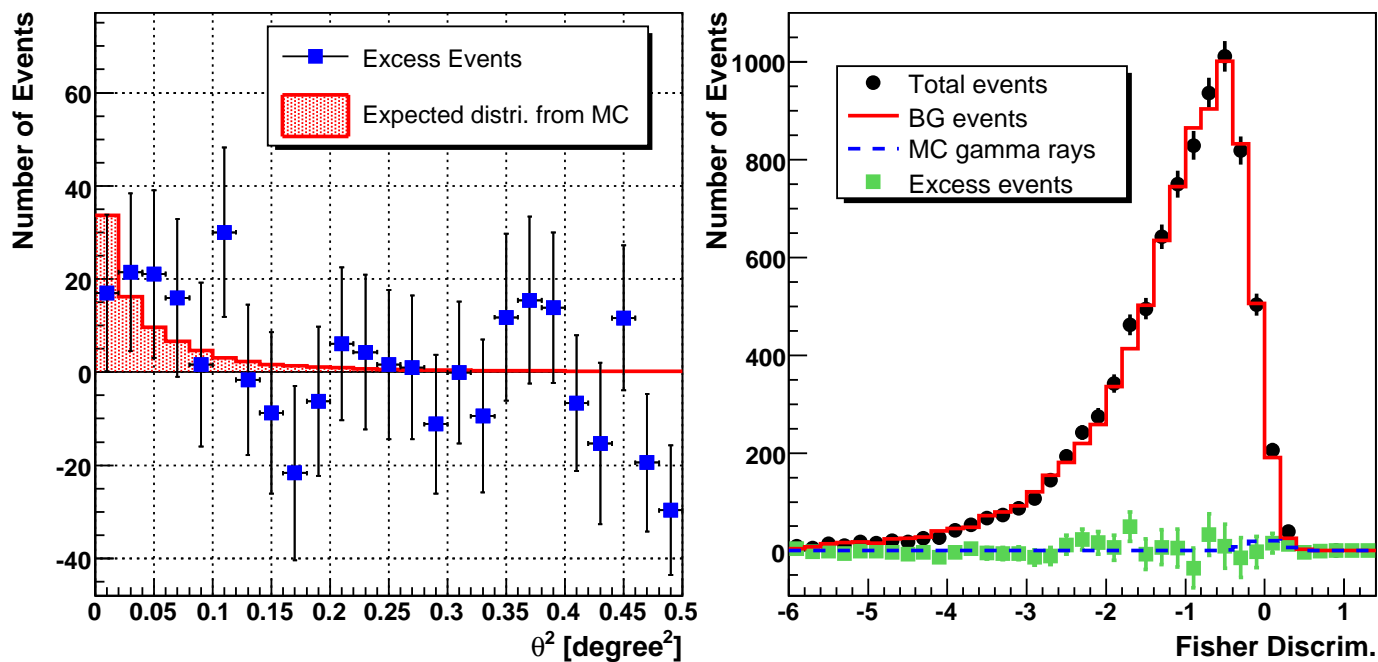 Number of Events
60
40
20
0
-20
-40
Excess Events
Expected distri. from MC
0 0.05 0.1 0.15 0.2 0.25 0.3 0.35 0.4 0.45 0.5
θ² [degree²]
Number of Events
1000
800
600
400
200
0
Total events
BG events
MC gamma rays
Excess events
-6 -5 -4 -3 -2 -1 0 1
Fisher Discrim.